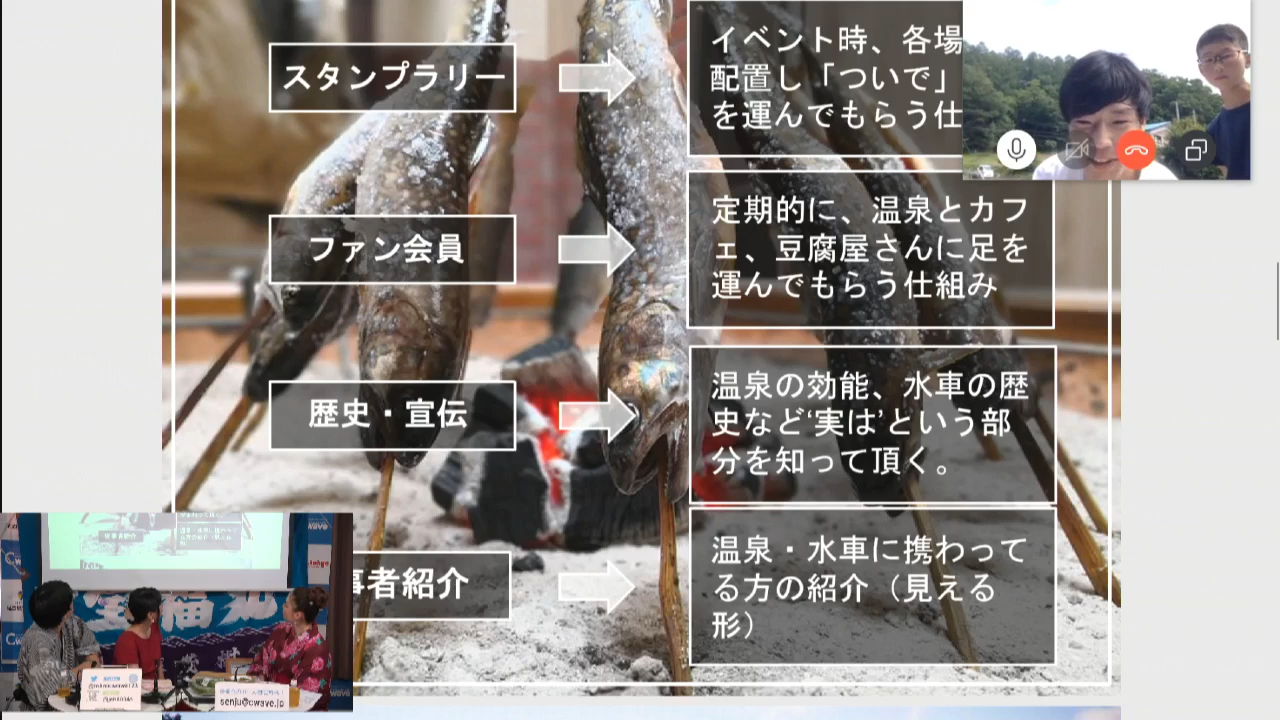 スタンプラリー
イベント時、各場
配置し「ついで」
を運んでもらう仕
ファン会員
定期的に、温泉とカフ
ェ、豆腐屋さんに足を
運んでもらう仕組み
歴史・宣伝
温泉の効能、水車の歴
史など‘実は’という部
分を知って頂く。
事者紹介
温泉・水車に携わって
る方の紹介（見える
形）
senju@cwave.jp